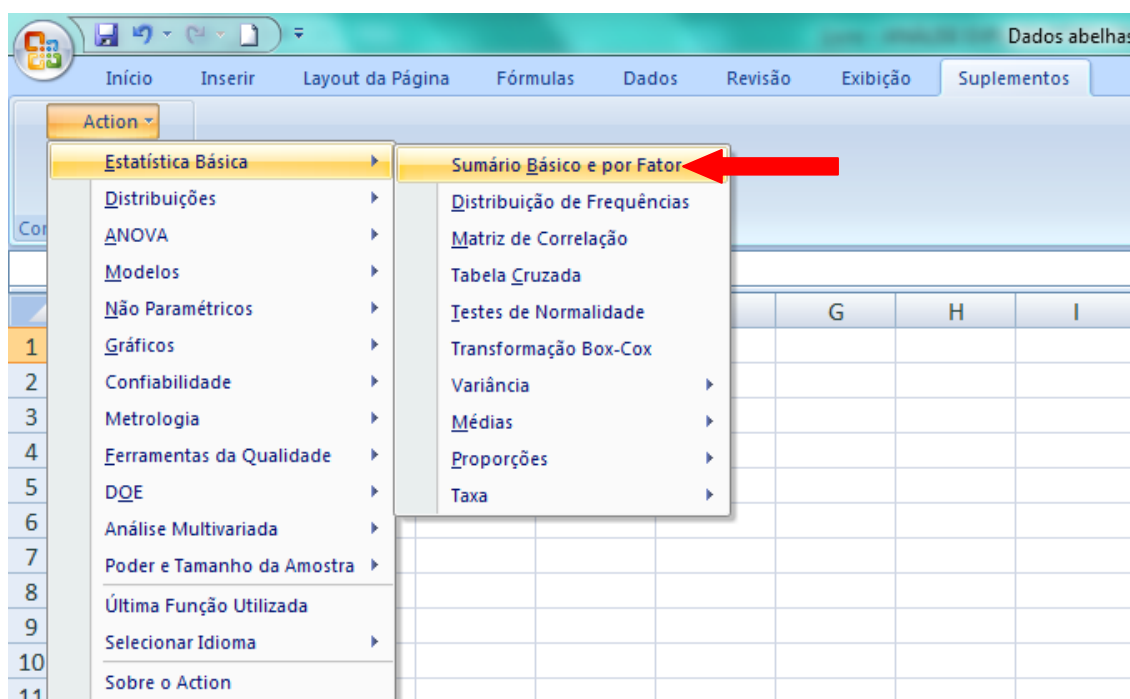 Dados abelhas
Início Inserir Layout da Página Fórmulas Dados Revisão Exibição Suplementos
Action
Estatística Básica
Distribuições
ANOVA
Modelos
Não Paramétricos
Gráficos
Confiabilidade
Metrologia
Ferramentas da Qualidade
DOE
Análise Multivariada
Poder e Tamanho da Amostra
Última Função Utilizada
Selecionar Idioma
Sobre o Action
Sumário Básico e por Fator
Distribuição de Frequências
Matriz de Correlação
Tabela Cruzada
Testes de Normalidade
Transformação Box-Cox
Variância
Médias
Proporções
Taxa
Cor
G H I
1
2
3
4
5
6
7
8
9
10
11